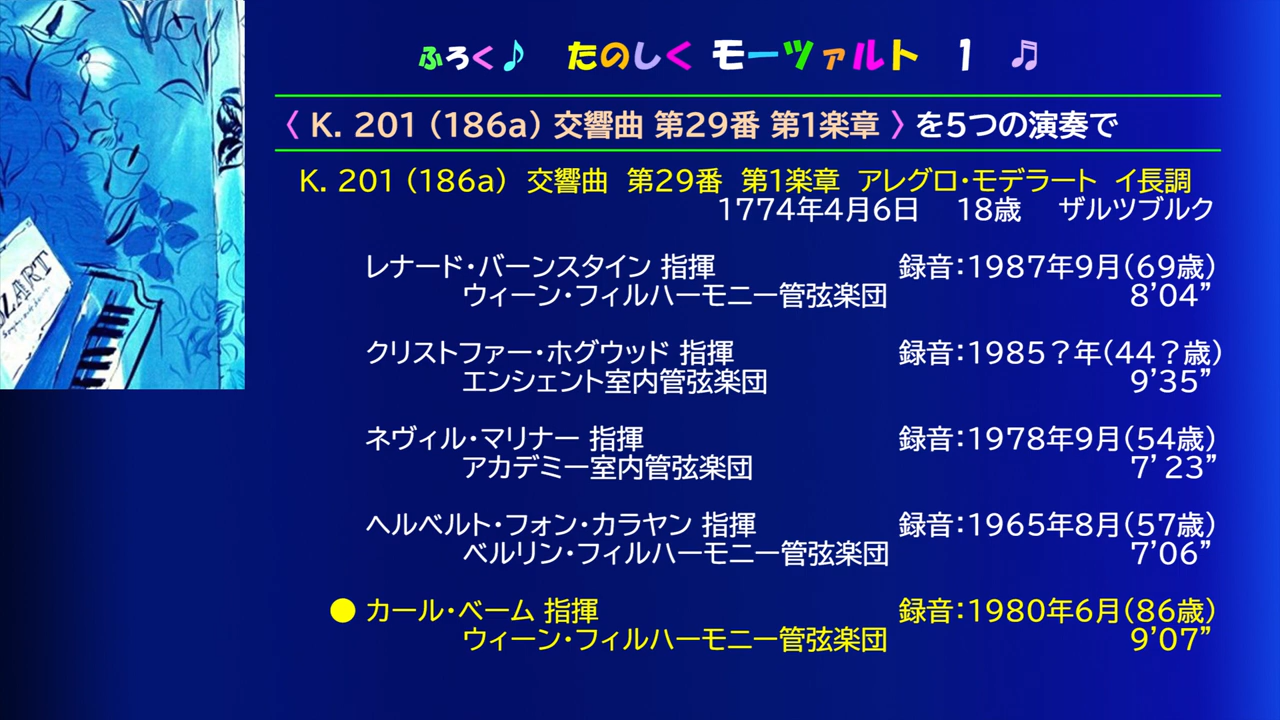 ふろく♪ たのしく モーツァルト 1 ♫
〈 K. 201 (186a) 交響曲 第29番 第1楽章 〉 を5つの演奏で
K. 201 (186a) 交響曲 第29番 第1楽章 アレグロ・モデラート イ長調
1774年4月6日 18歳 ザルツブルク
レナード・バーンスタイン 指揮 録音：1987年9月(69歳)
ウィーン・フィルハーモニー管弦楽団 8’04”
クリストファー・ホグウッド 指揮 録音：1985？年(44？歳)
エンシェント室内管弦楽団 9’35”
ネヴィル・マリナー 指揮 録音：1978年9月(54歳)
アカデミー室内管弦楽団 7’23”
ヘルベルト・フォン・カラヤン 指揮 録音：1965年8月(57歳)
ベルリン・フィルハーモニー管弦楽団 7’06”
● カール・ベーム 指揮 録音：1980年6月(86歳)
ウィーン・フィルハーモニー管弦楽団 9’07”